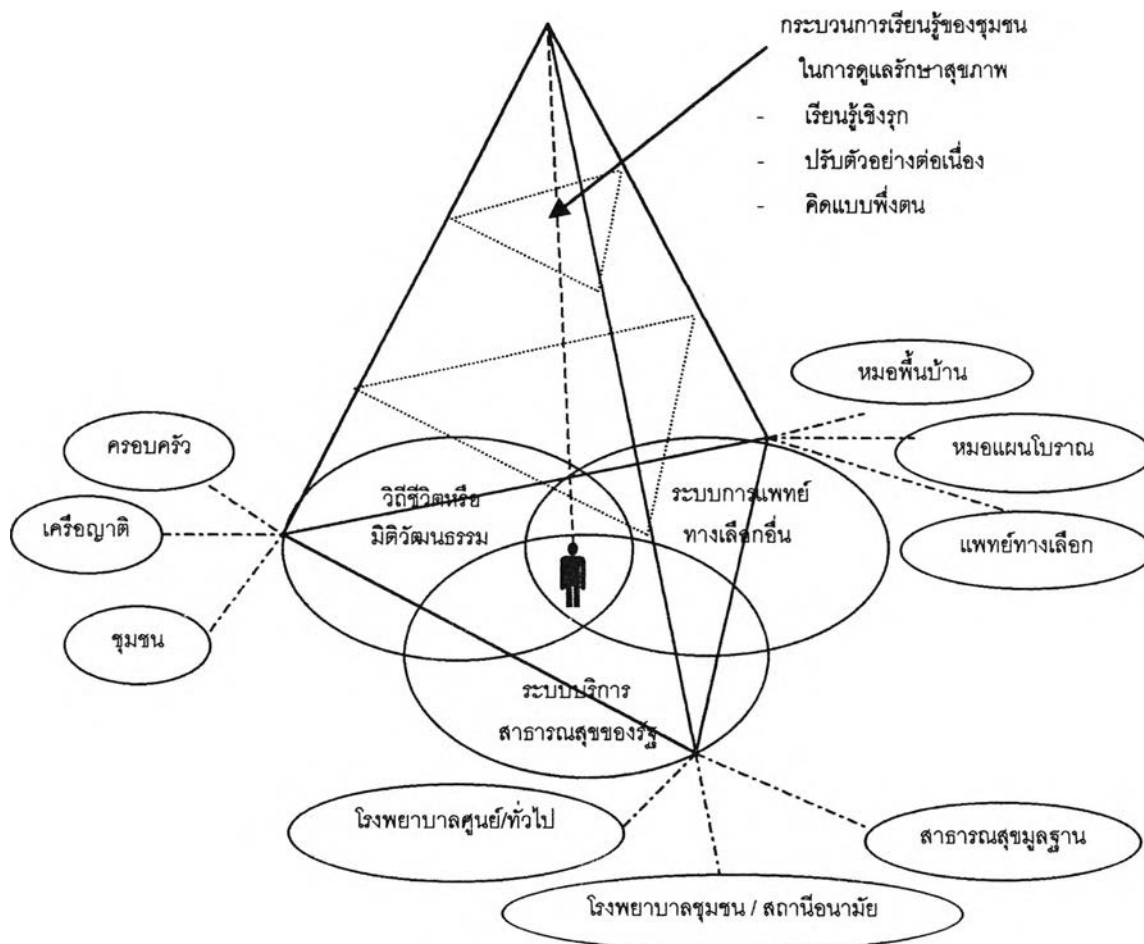 กระบวนการเรียนรู้ของชุมชน
ในการดูแลรักษาสุขภาพ
- เรียนรู้เชิงรุก
- ปรับตัวอย่างต่อเนื่อง
- คิดแบบพึ่งตน
หมอพื้นบ้าน
ครอบครัว
หมอแผนโบราณ
วิถีชีวิตหรือ
มิติวัฒนธรรม
ระบบการแพทย์
ทางเลือกอื่น
เครือญาติ
แพทย์ทางเลือก
ชุมชน
ระบบบริการ
สาธารณสุขของรัฐ
โรงพยาบาลศูนย์/ทั่วไป
สาธารณสุขมูลฐาน
โรงพยาบาลชุมชน / สถานีอนามัย